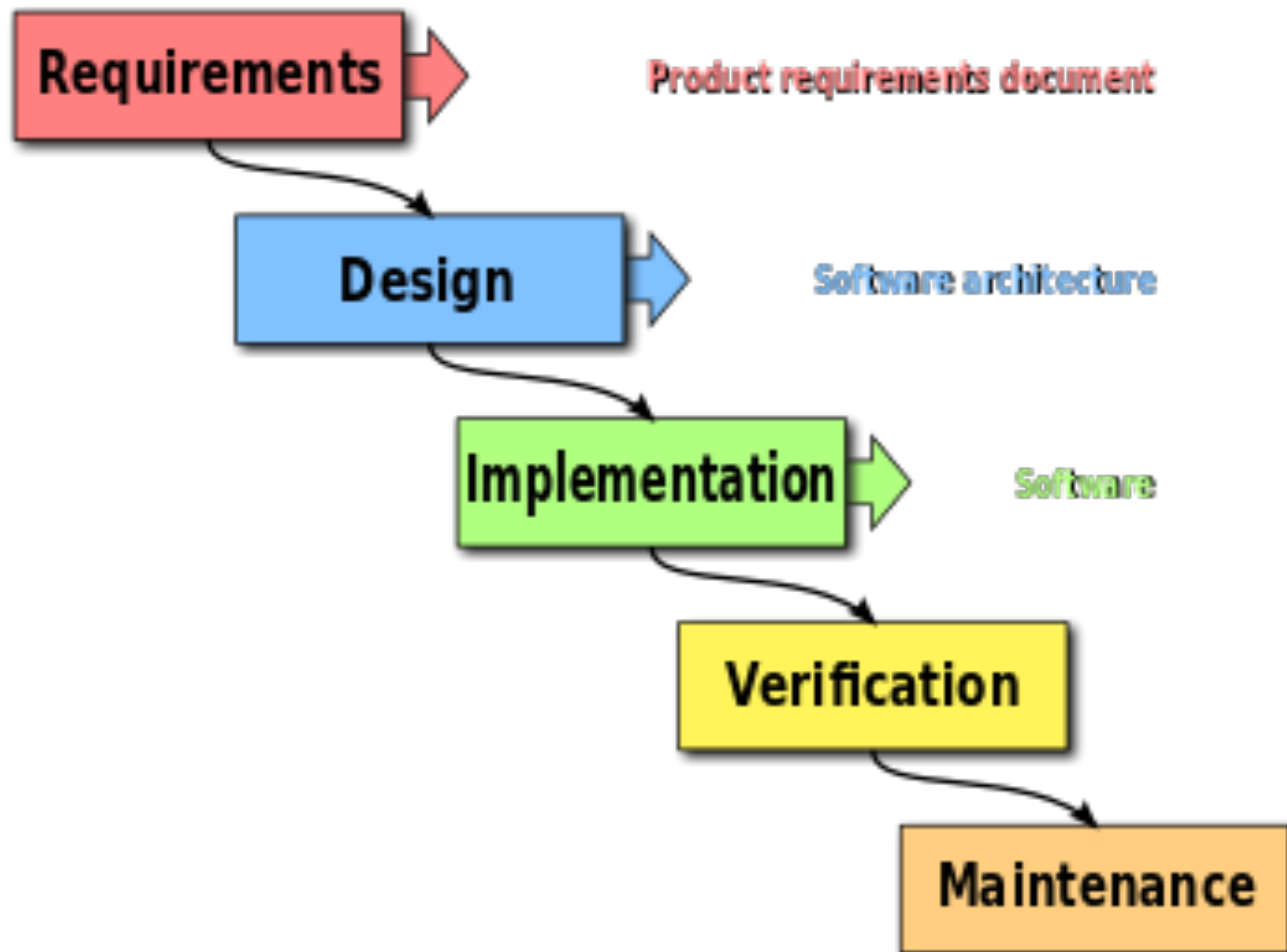 Requirements
Product requirements document
Design
Software architecture
Implementation
Software
Verification
Maintenance